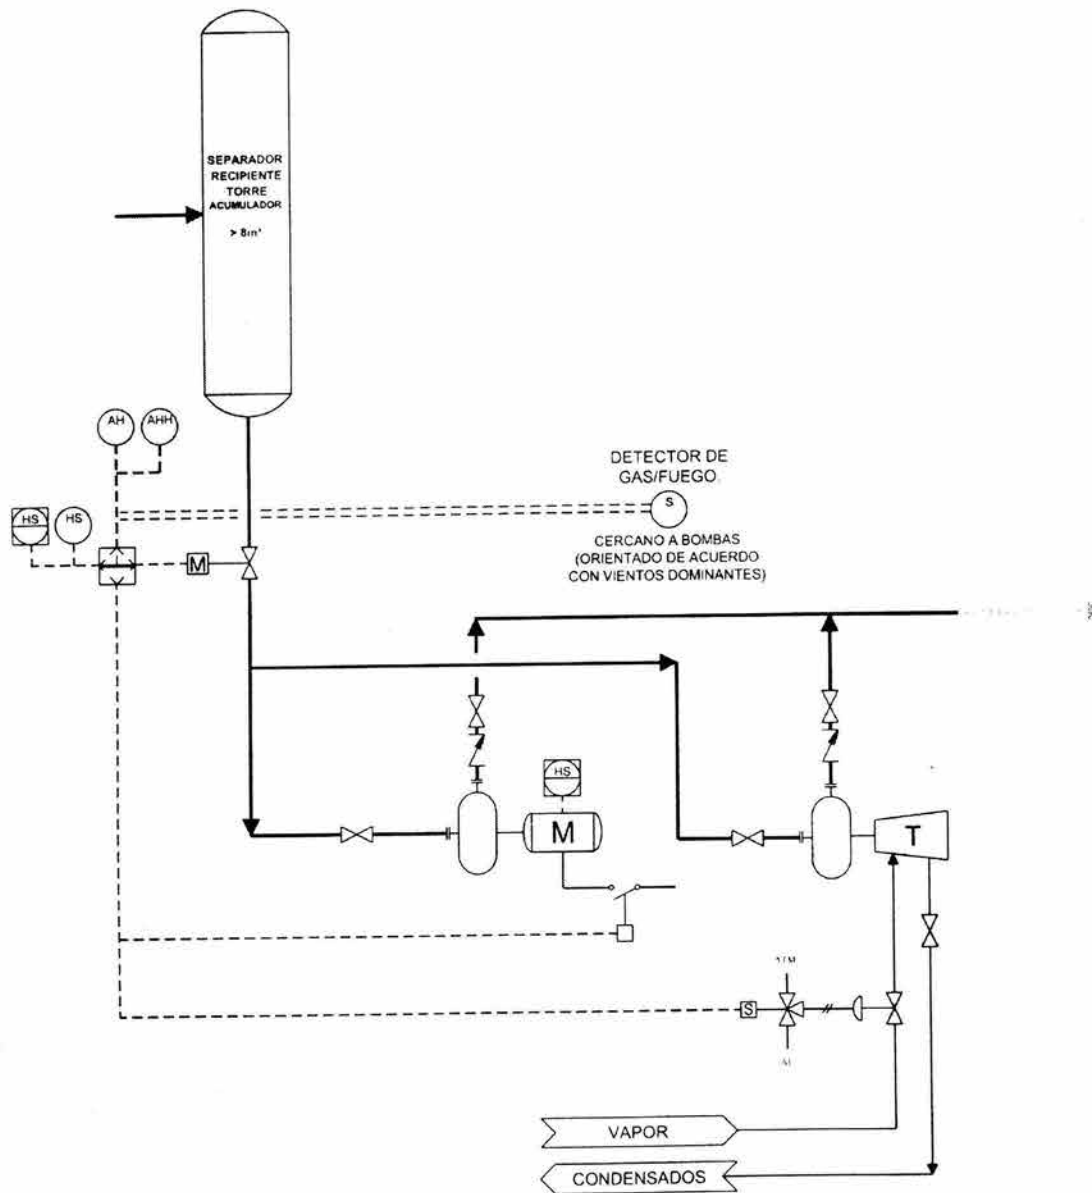 SEPARADOR
RECIPIENTE
TORRE
ACUMULADOR
> 8m³
AH
AHH
DETECTOR DE
GAS/FUEGO.
S
HS
HS
CERCANO A BOMBAS
(ORIENTADO DE ACUERDO
CON VIENTOS DOMINANTES)
M
HS
M
T
S
VAPOR
CONDENSADOS